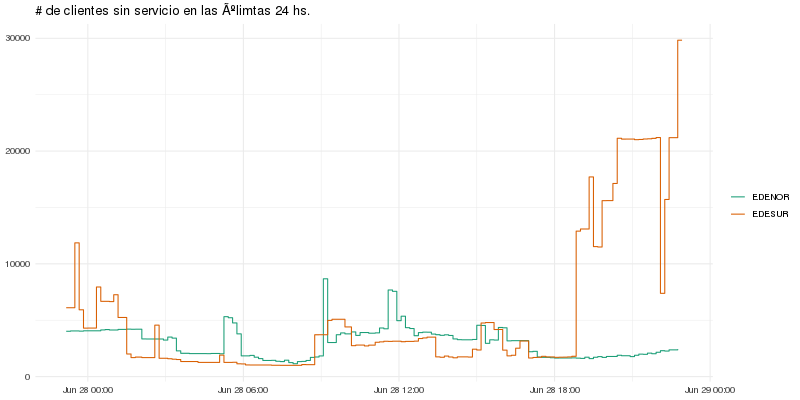 # de clientes sin servicio en las Ãºlimtas 24 hs.
30000
20000
10000
0
Jun 28 00:00
Jun 28 06:00
Jun 28 12:00
Jun 28 18:00
Jun 29 00:00
EDENOR
EDESUR